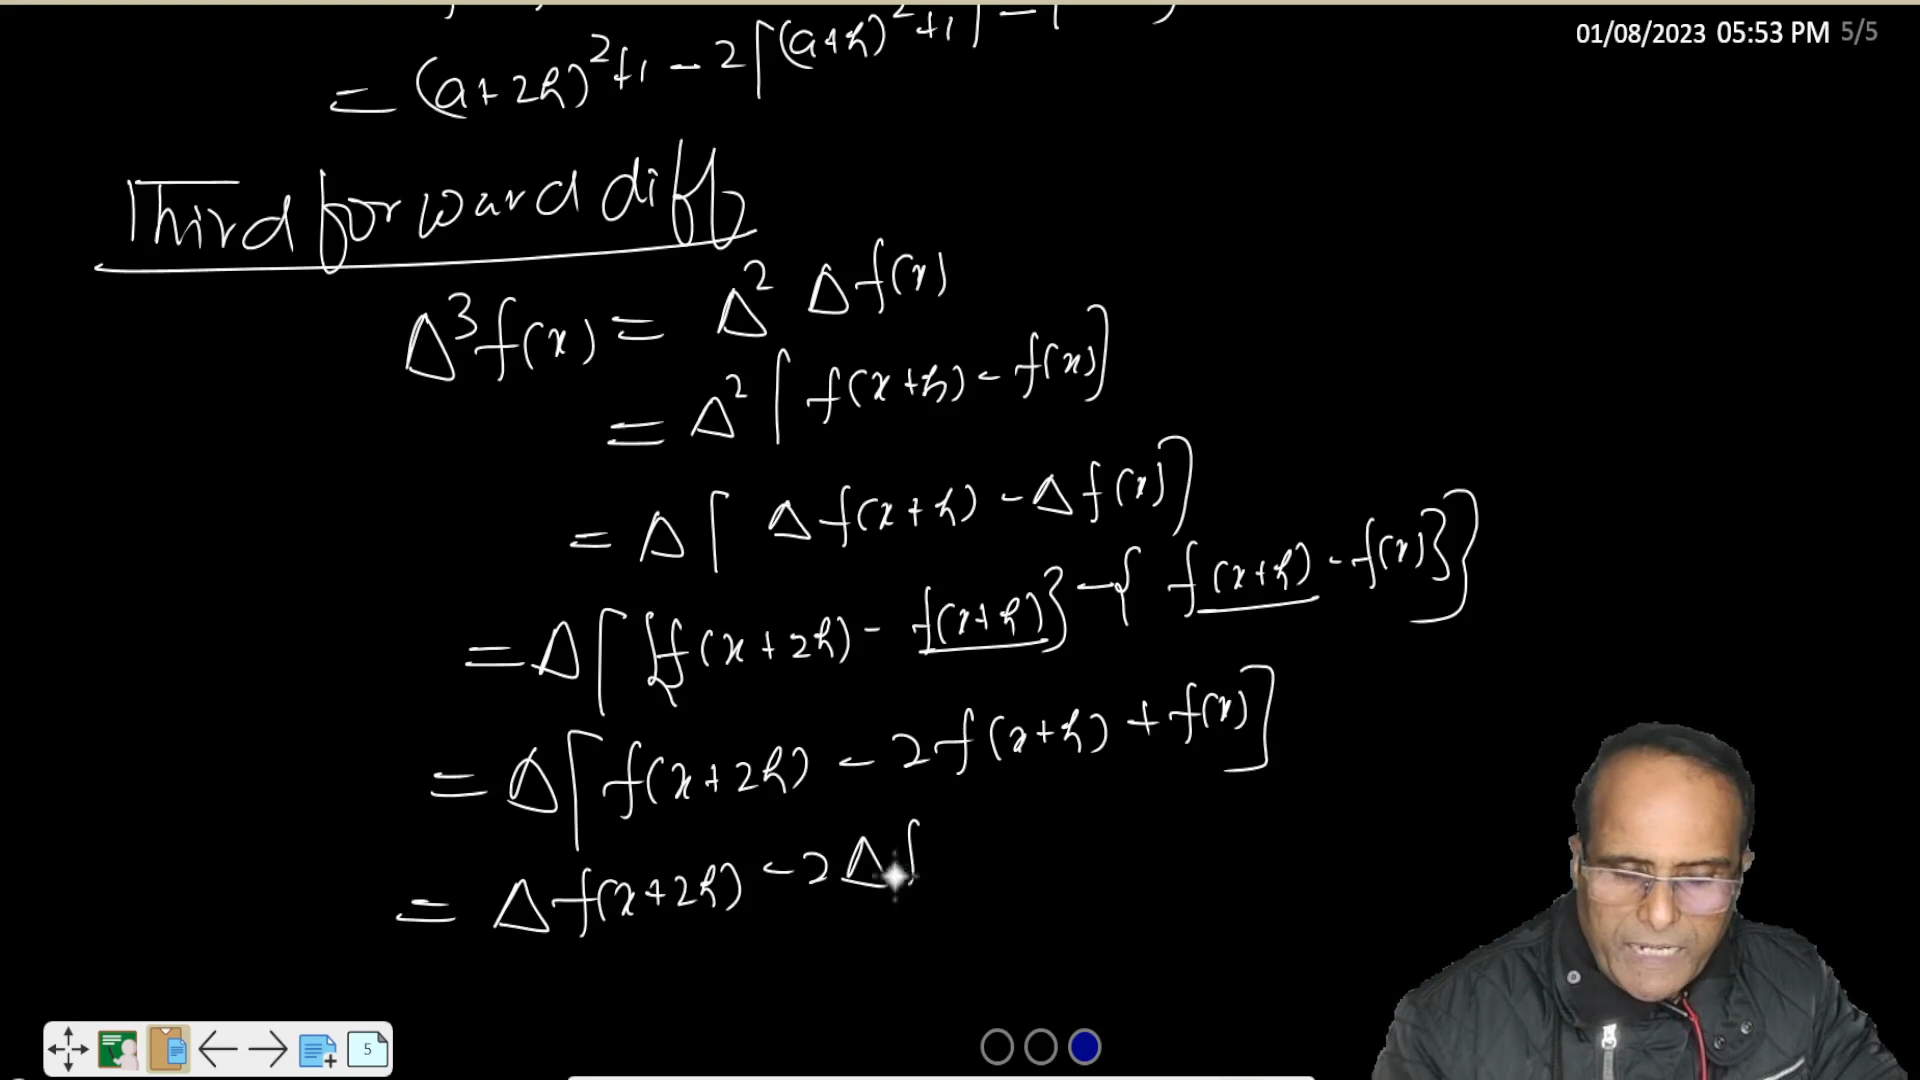 01/08/2023 05:53 PM 5/5
= (a+2h)²+1 - 2[(a+h)²+1] -
Third forward diff
Δ³f(x) = Δ² Δf(x)
= Δ² [f(x+h) - f(x)]
= Δ [Δf(x+h) - Δf(x)]
= Δ [{f(x+2h) - f(x+h)} - {f(x+h) - f(x)}]
= Δ [f(x+2h) - 2f(x+h) + f(x)]
= Δf(x+2h) - 2Δf
5